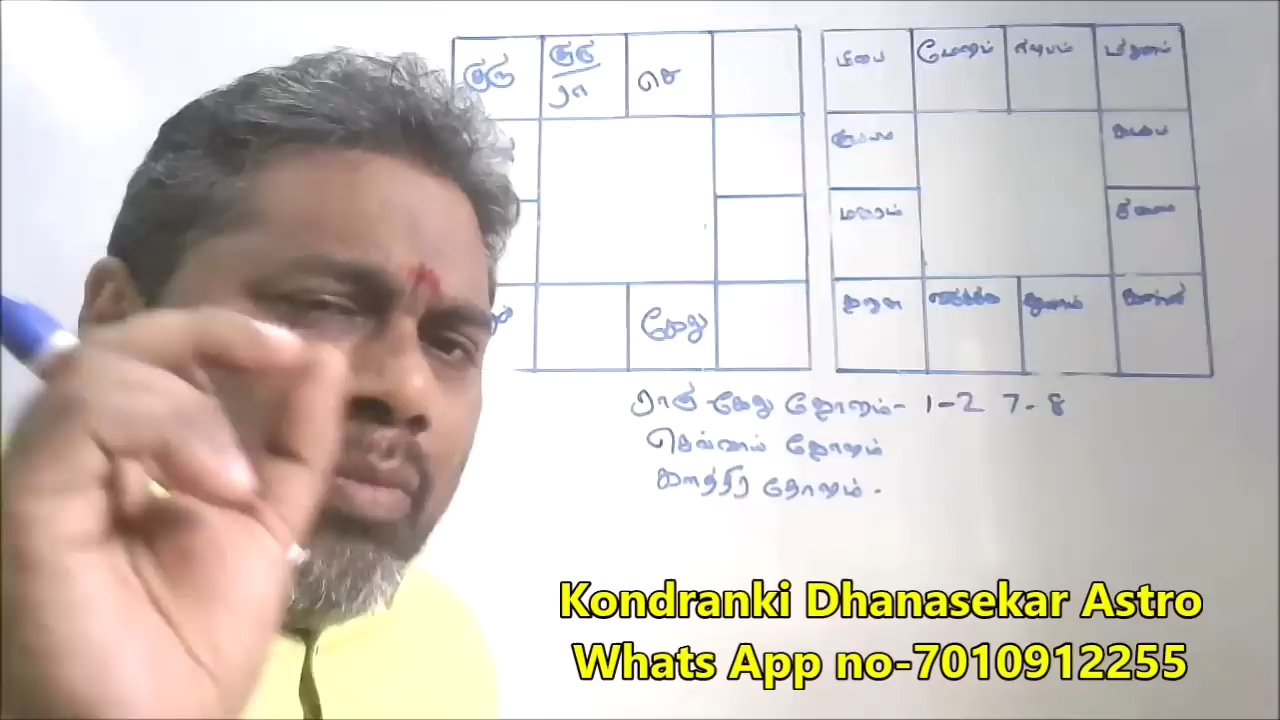 குரு
குரு
ரா
செ
கேது
மீனம் மேஷம் ரிஷபம் மிதுனம்
கும்பம் கடகம்
மகரம் சிம்மம்
தனுசு துலாம் கன்னி
ராகு கேது தோஷம்- 1-2 7-8
செவ்வாய் தோஷம்
களத்திர தோஷம்.
Kondranki Dhanasekar Astro
Whats App no-7010912255